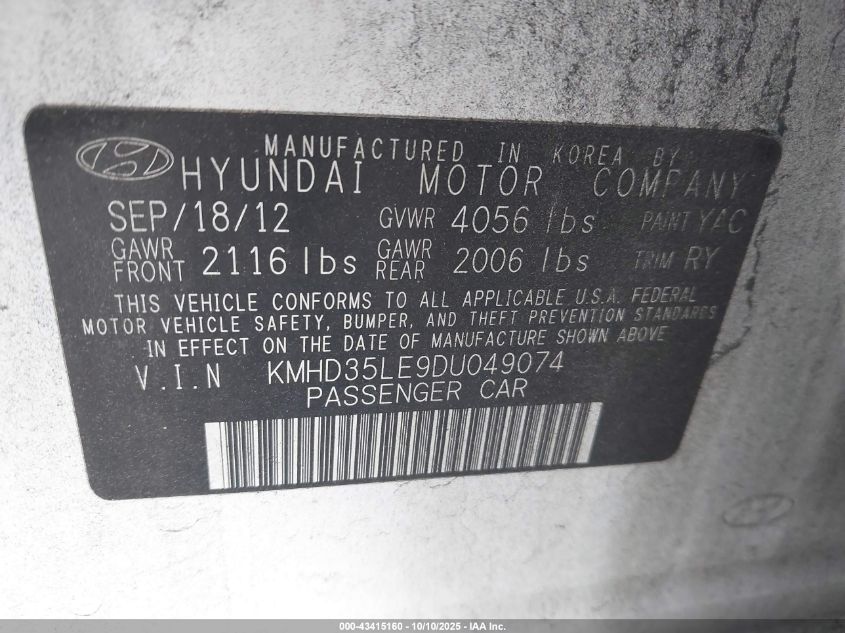 MANUFACTURED IN KOREA BY
HYUNDAI MOTOR COMPANY
SEP/18/12 GVWR 4056 lbs PAINT YAC
GAWR FRONT 2116 lbs GAWR REAR 2006 lbs TRIM RY
THIS VEHICLE CONFORMS TO ALL APPLICABLE U.S.A. FEDERAL
MOTOR VEHICLE SAFETY, BUMPER, AND THEFT PREVENTION STANDARDS
IN EFFECT ON THE DATE OF MANUFACTURE SHOWN ABOVE
V.I.N KMHD35LE9DU049074
PASSENGER CAR
000-43415160 - 10/10/2025 - IAA Inc.